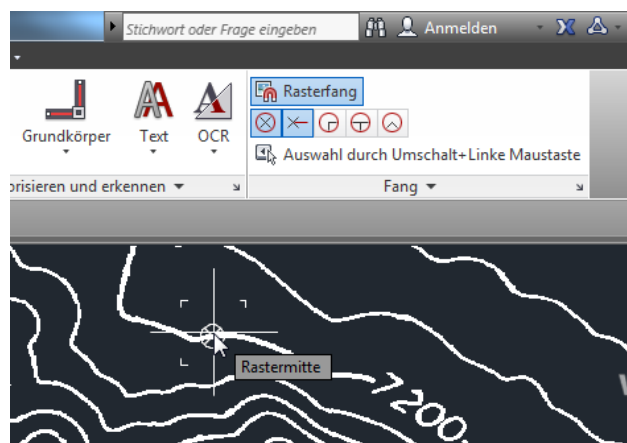 Stichwort oder Frage eingeben
Anmelden
Rasterfang
Grundkörper
Text
OCR
Auswahl durch Umschalt+Linke Maustaste
orisieren und erkennen
Fang
Rastermitte
7200